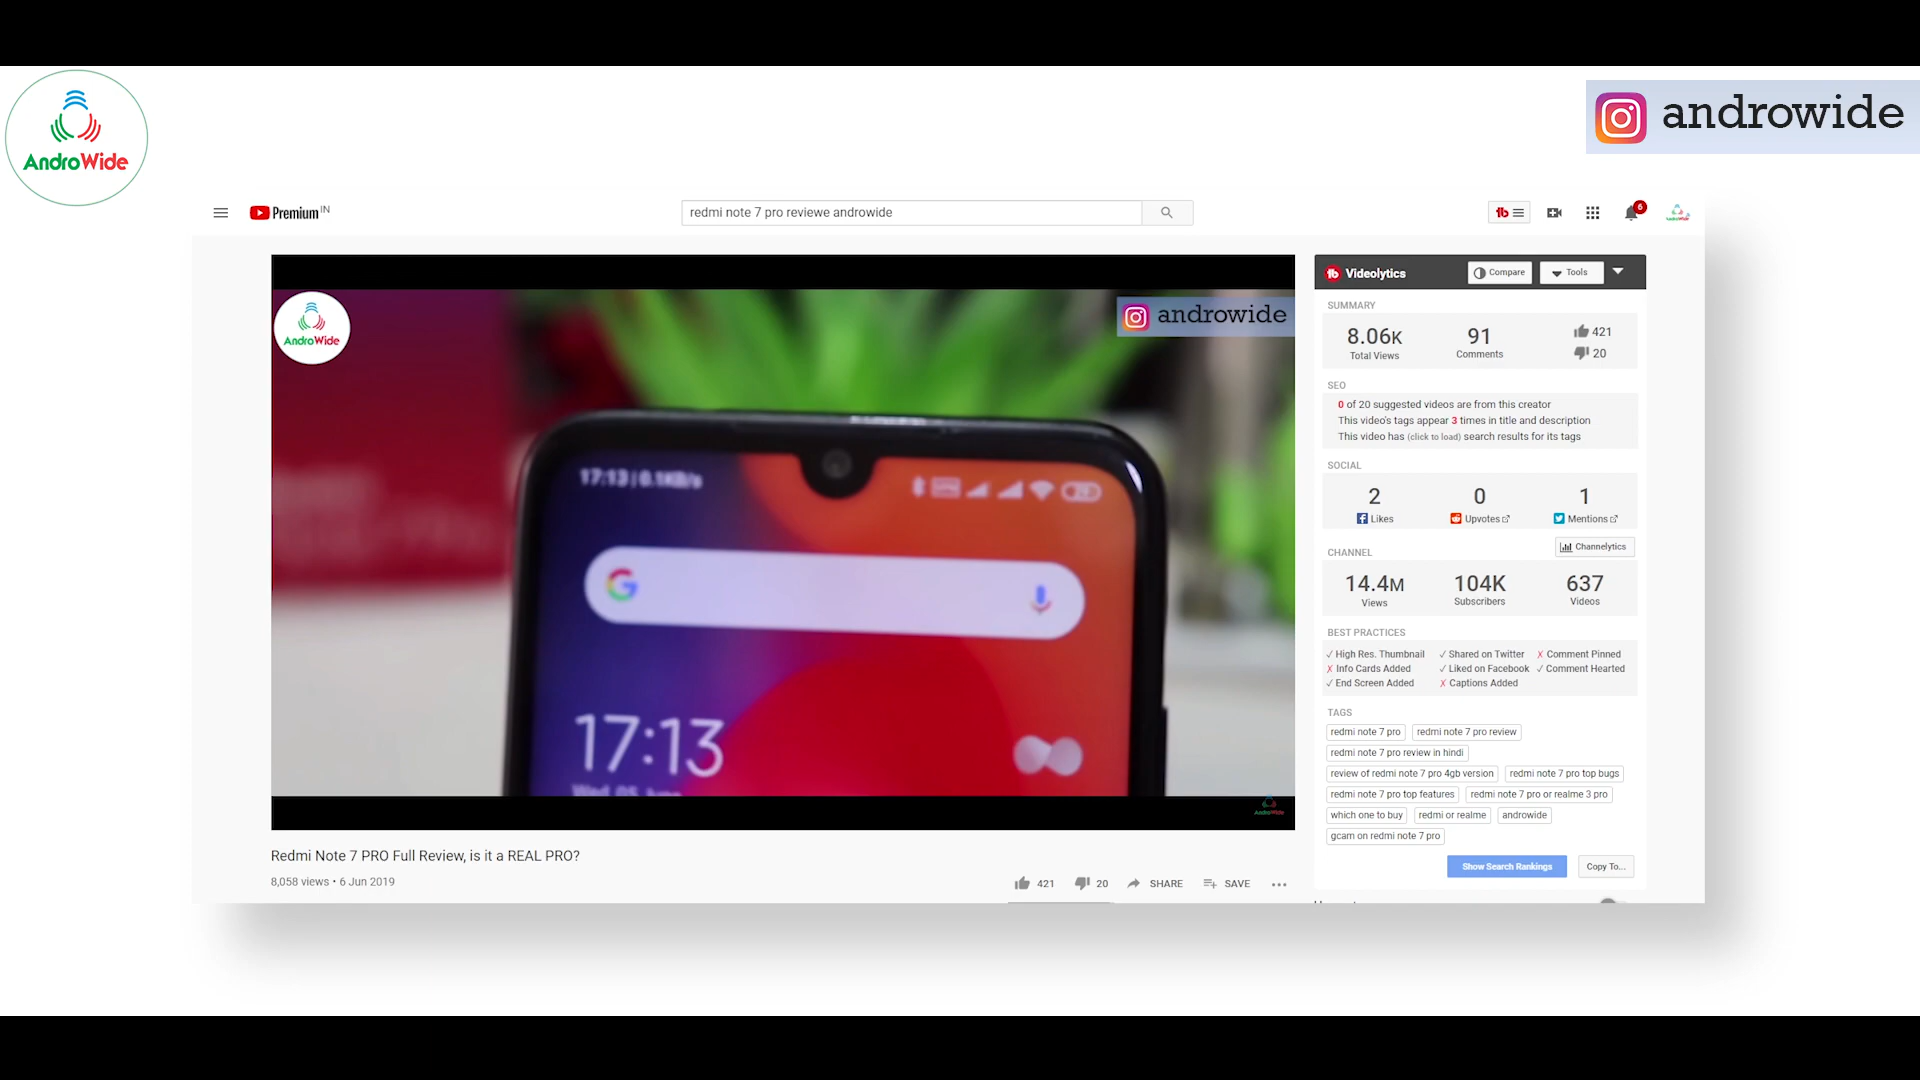 AndroWide
androwide
Premium IN
redmi note 7 pro reviewe androwide
6
AndroWide
androwide
17:13 | 0.1KB/s
17:13
Wed, 05 June
Videolytics
Compare
Tools
SUMMARY
8.06K
91
421
Total Views
Comments
20
SEO
0 of 20 suggested videos are from this creator
This video's tags appear 3 times in title and description
This video has (click to load) search results for its tags
SOCIAL
2
0
1
Likes
Upvotes
Mentions
Channelytics
CHANNEL
14.4M
104K
637
Views
Subscribers
Videos
BEST PRACTICES
✓ High Res. Thumbnail ✓ Shared on Twitter ✗ Comment Pinned
✗ Info Cards Added ✓ Liked on Facebook ✓ Comment Hearted
✓ End Screen Added ✗ Captions Added
TAGS
redmi note 7 pro redmi note 7 pro review
redmi note 7 pro review in hindi
review of redmi note 7 pro 4gb version redmi note 7 pro top bugs
redmi note 7 pro top features redmi note 7 pro or realme 3 pro
which one to buy redmi or realme androwide
gcam on redmi note 7 pro
Show Search Rankings Copy To...
Redmi Note 7 PRO Full Review, is it a REAL PRO?
8,058 views • 6 Jun 2019
421 20 SHARE SAVE ...